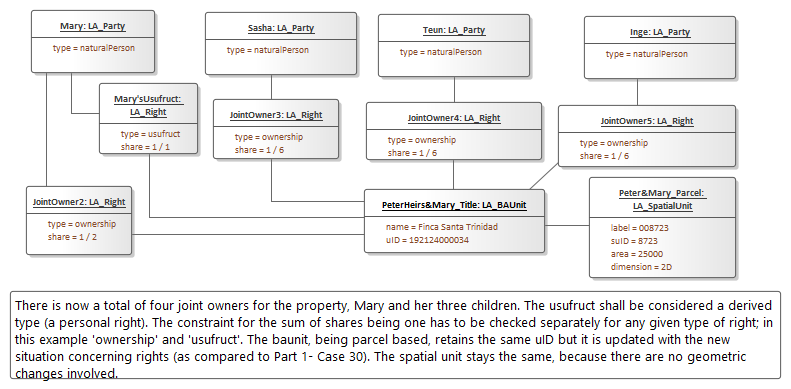 Mary: LA_Party
type = naturalPerson
Sasha: LA_Party
type = naturalPerson
Teun: LA_Party
type = naturalPerson
Inge: LA_Party
type = naturalPerson
Mary'sUsufruct:
LA_Right
type = usufruct
share = 1 / 1
JointOwner3: LA_Right
type = ownership
share = 1 / 6
JointOwner4: LA_Right
type = ownership
share = 1 / 6
JointOwner5: LA_Right
type = ownership
share = 1 / 6
JointOwner2: LA_Right
type = ownership
share = 1 / 2
PeterHeirs&Mary_Title: LA_BAUnit
name = Finca Santa Trinidad
uID = 192124000034
Peter&Mary_Parcel:
LA_SpatialUnit
label = 008723
suID = 8723
area = 25000
dimension = 2D
There is now a total of four joint owners for the property, Mary and her three children. The usufruct shall be considered a derived
type (a personal right). The constraint for the sum of shares being one has to be checked separately for any given type of right; in
this example 'ownership' and 'usufruct'. The baunit, being parcel based, retains the same uID but it is updated with the new
situation concerning rights (as compared to Part 1- Case 30). The spatial unit stays the same, because there are no geometric
changes involved.